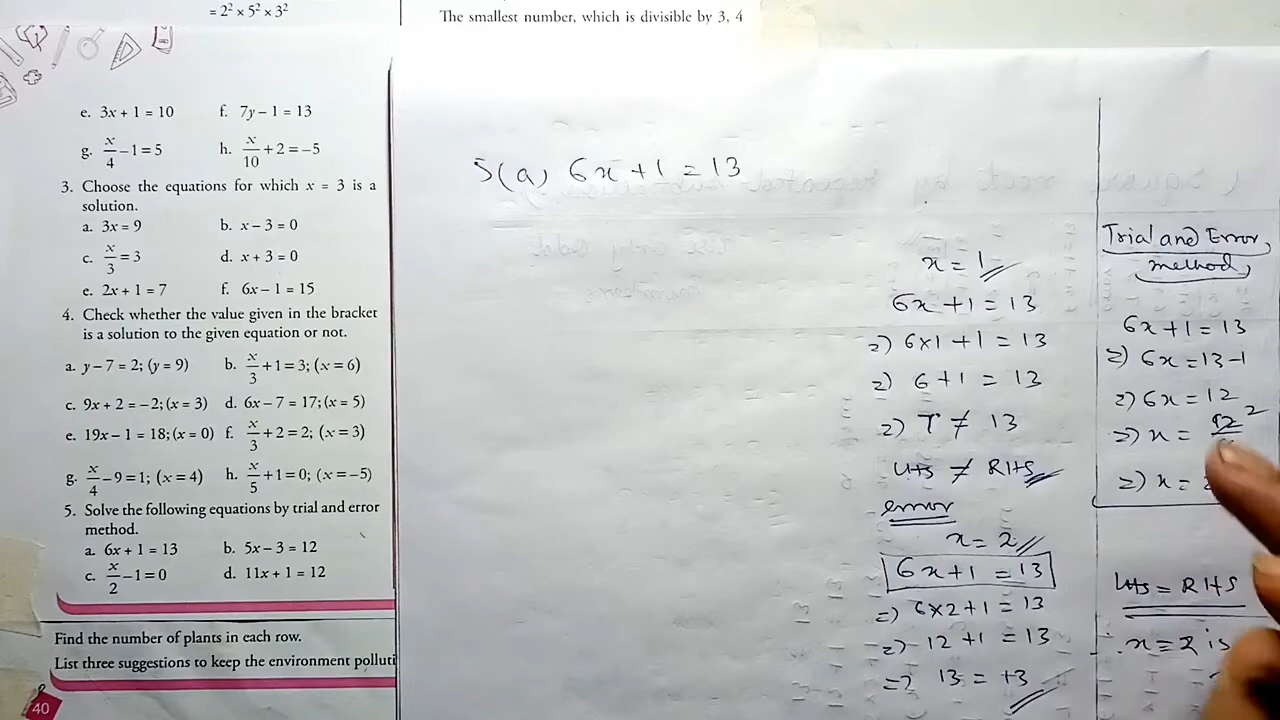 = 2² × 5² × 3²
The smallest number, which is divisible by 3, 4
e. 3x + 1 = 10 f. 7y – 1 = 13
g. x/4 – 1 = 5 h. x/10 + 2 = –5
3. Choose the equations for which x = 3 is a
solution.
a. 3x = 9 b. x – 3 = 0
c. x/3 = 3 d. x + 3 = 0
e. 2x + 1 = 7 f. 6x – 1 = 15
4. Check whether the value given in the bracket
is a solution to the given equation or not.
a. y – 7 = 2; (y = 9) b. x/3 + 1 = 3; (x = 6)
c. 9x + 2 = –2; (x = 3) d. 6x – 7 = 17; (x = 5)
e. 19x – 1 = 18; (x = 0) f. x/3 + 2 = 2; (x = 3)
g. x/4 – 9 = 1; (x = 4) h. x/5 + 1 = 0; (x = –5)
5. Solve the following equations by trial and error
method.
a. 6x + 1 = 13 b. 5x – 3 = 12
c. x/2 – 1 = 0 d. 11x + 1 = 12
Find the number of plants in each row.
List three suggestions to keep the environment polluti
40
5(a) 6x + 1 = 13
x = 1
6x + 1 = 13
=> 6×1 + 1 = 13
=> 6 + 1 = 13
=> 7 ≠ 13
LHS ≠ RHS
error
x = 2
6x + 1 = 13
=> 6×2 + 1 = 13
=> 12 + 1 = 13
=> 13 = 13
Trial and Error
method
6x + 1 = 13
=> 6x = 13 - 1
=> 6x = 12
=> x = 12 2
=> x =
LHS = RHS
∴ x = 2 is